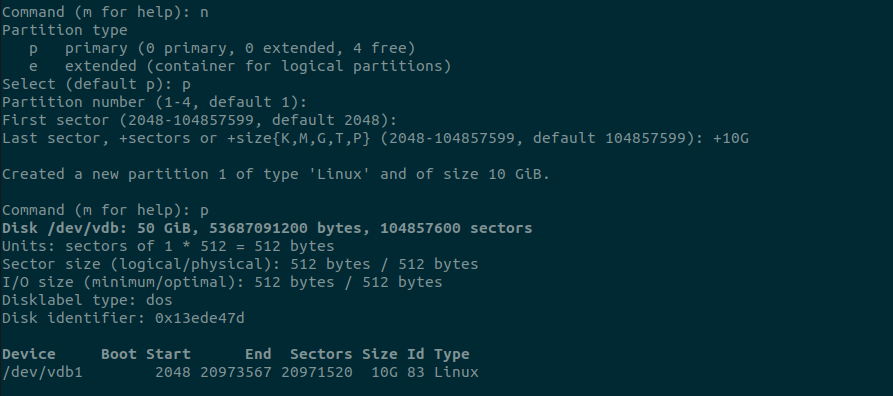 Command (m for help): n
Partition type
   p   primary (0 primary, 0 extended, 4 free)
   e   extended (container for logical partitions)
Select (default p): p
Partition number (1-4, default 1):
First sector (2048-104857599, default 2048):
Last sector, +sectors or +size{K,M,G,T,P} (2048-104857599, default 104857599): +10G

Created a new partition 1 of type 'Linux' and of size 10 GiB.

Command (m for help): p
Disk /dev/vdb: 50 GiB, 53687091200 bytes, 104857600 sectors
Units: sectors of 1 * 512 = 512 bytes
Sector size (logical/physical): 512 bytes / 512 bytes
I/O size (minimum/optimal): 512 bytes / 512 bytes
Disklabel type: dos
Disk identifier: 0x13ede47d

Device     Boot Start      End  Sectors Size Id Type
/dev/vdb1        2048 20973567 20971520  10G 83 Linux